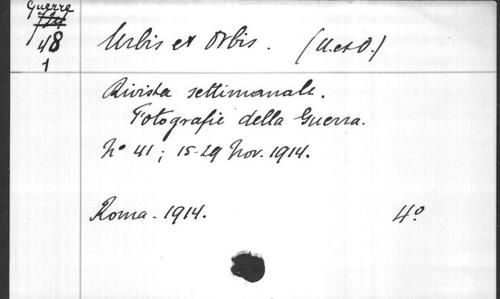 Guerre
48
1
Urbis et Orbis. (U. et O.)
Rivista settimanale.
Fotografie della Guerra.
N° 41; 15-29 Nov. 1914.
Roma - 1914. 4°